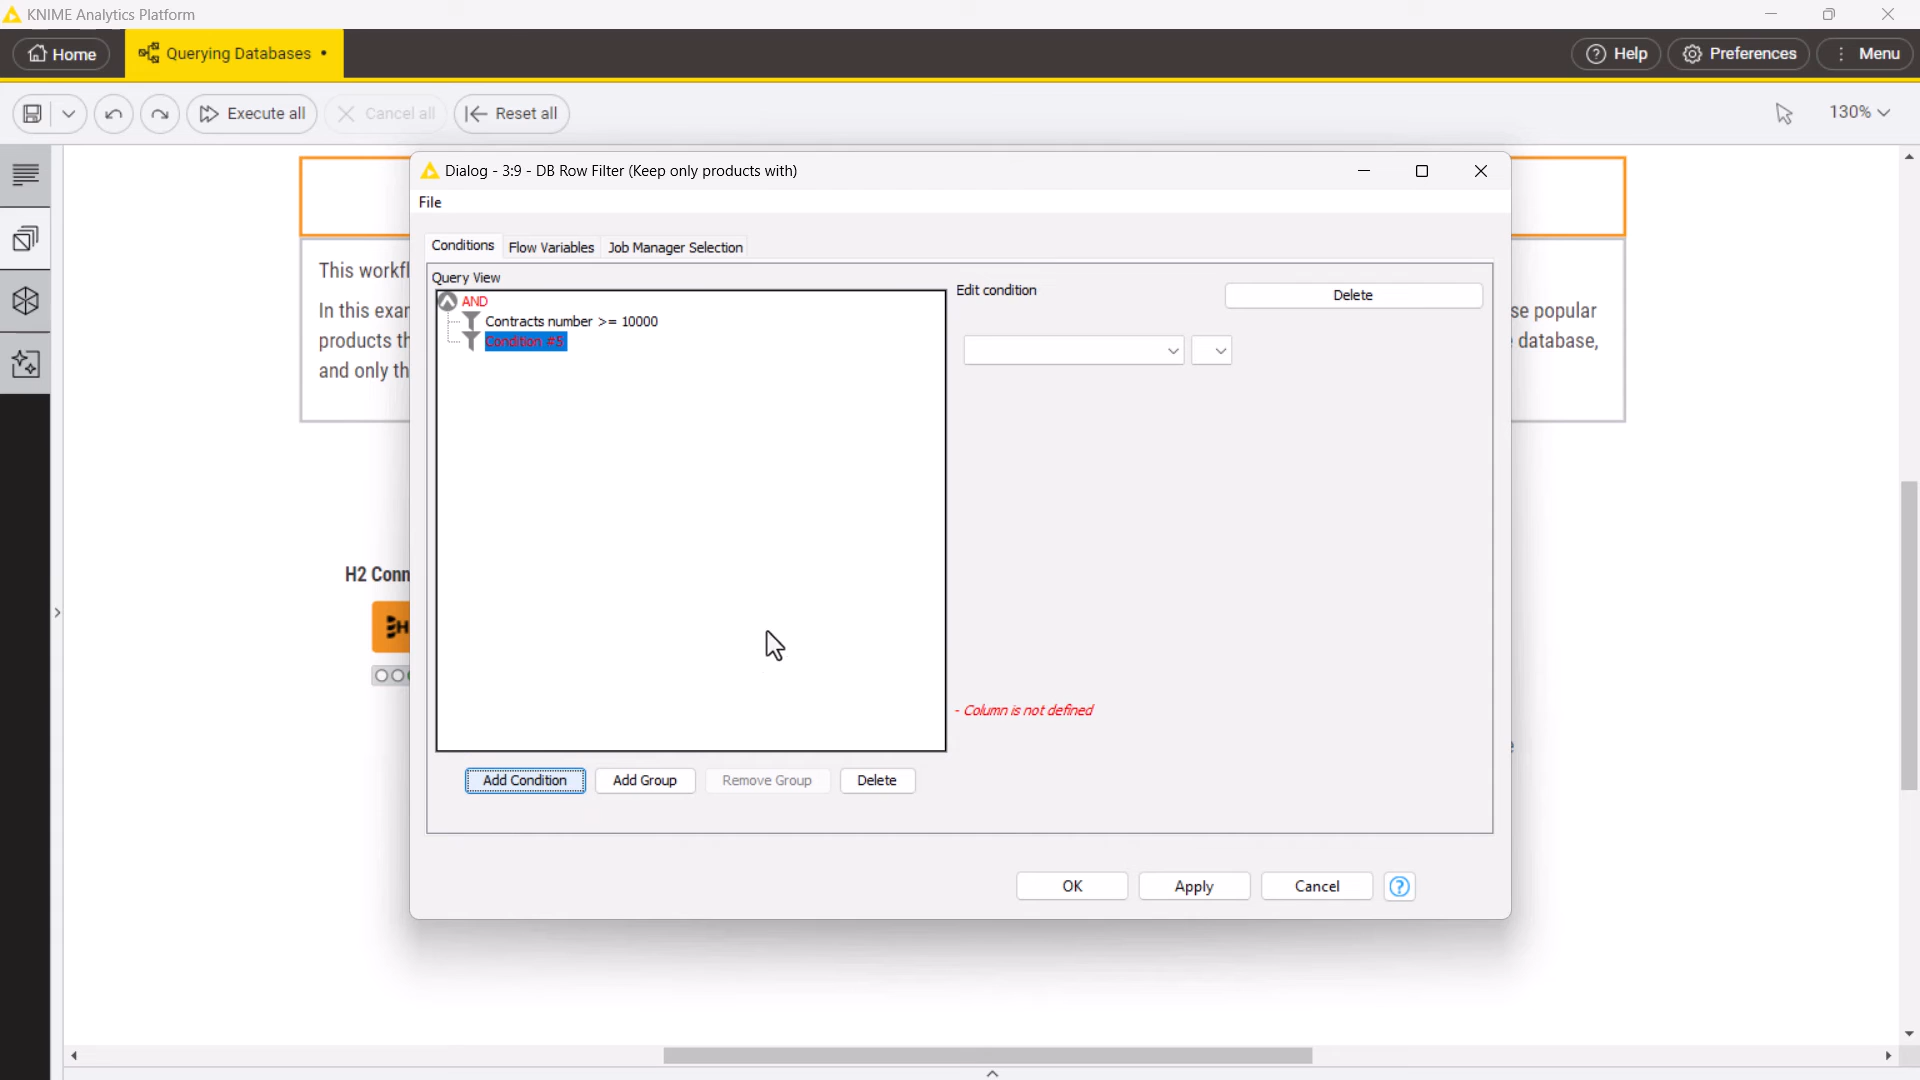 KNIME Analytics Platform
Home
Querying Databases •
Help
Preferences
Menu
Execute all
Cancel all
Reset all
130%
Dialog - 3:9 - DB Row Filter (Keep only products with)
File
Conditions
Flow Variables
Job Manager Selection
Query View
AND
Contracts number >= 10000
Condition #5
Edit condition
Delete
- Column is not defined
Add Condition
Add Group
Remove Group
Delete
OK
Apply
Cancel
This workfl
In this exar
products th
and only th
se popular
database,
H2 Conn